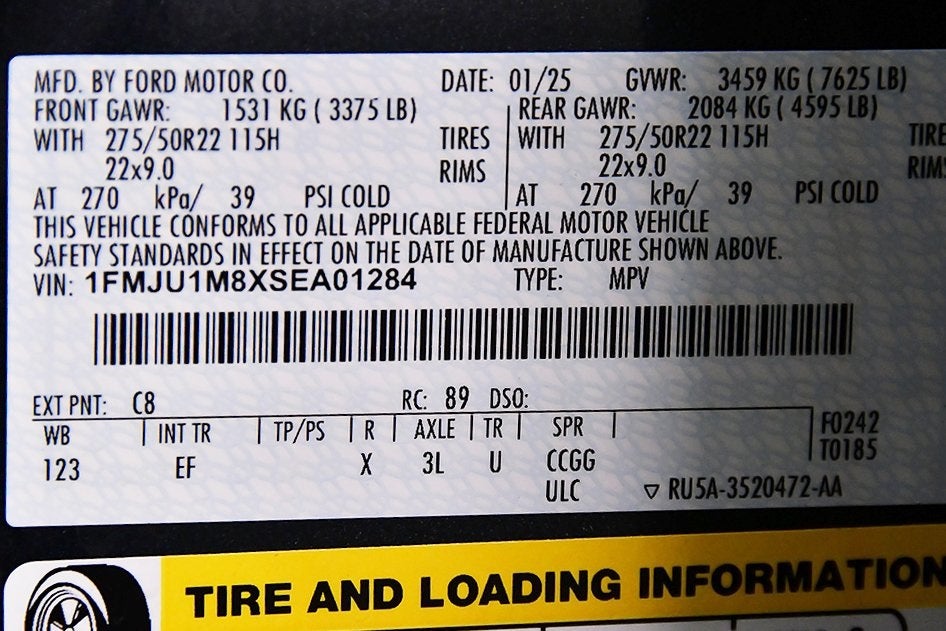 MFD. BY FORD MOTOR CO. DATE: 01/25 GVWR: 3459 KG ( 7625 LB)
FRONT GAWR: 1531 KG ( 3375 LB) REAR GAWR: 2084 KG ( 4595 LB)
WITH 275/50R22 115H TIRES WITH 275/50R22 115H TIRE
22x9.0 RIMS 22x9.0 RIM
AT 270 kPa/ 39 PSI COLD AT 270 kPa/ 39 PSI COLD
THIS VEHICLE CONFORMS TO ALL APPLICABLE FEDERAL MOTOR VEHICLE
SAFETY STANDARDS IN EFFECT ON THE DATE OF MANUFACTURE SHOWN ABOVE.
VIN: 1FMJU1M8XSEA01284 TYPE: MPV
EXT PNT: C8 RC: 89 DSO:
WB INT TR TP/PS R AXLE TR SPR F0242
T0185
123 EF X 3L U CCGG
ULC ▽ RU5A-3520472-AA
TIRE AND LOADING INFORMATION